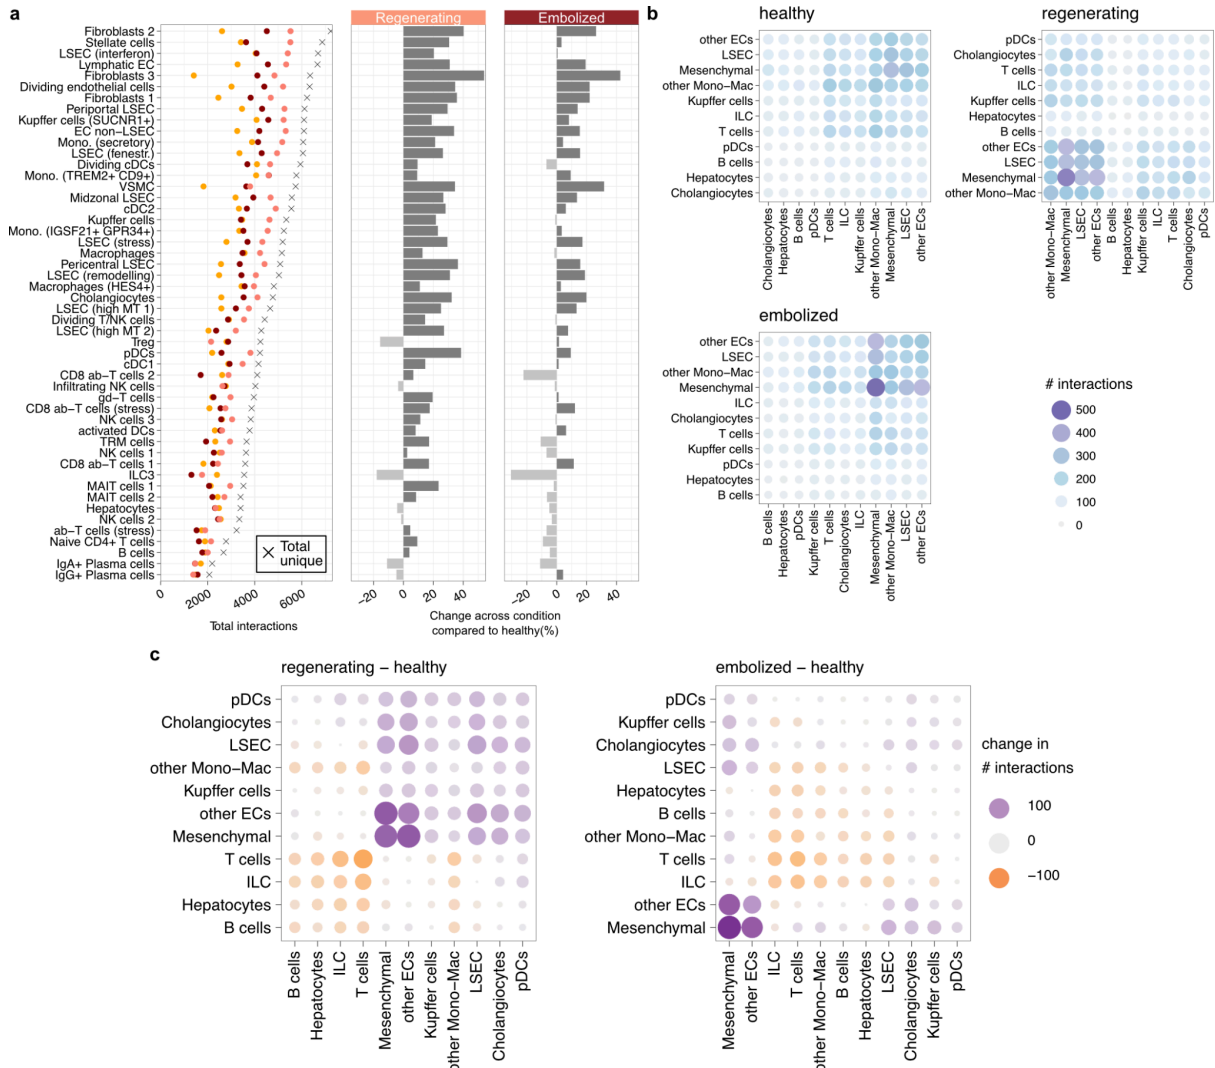 a
Regenerating
Embolized
Fibroblasts 2
Stellate cells
LSEC (interferon)
Lymphatic EC
Fibroblasts 3
Dividing endothelial cells
Fibroblasts 1
Periportal LSEC
Kupffer cells (SUCNR1+)
EC non−LSEC
Mono. (secretory)
LSEC (fenestr.)
Dividing cDCs
Mono. (TREM2+ CD9+)
VSMC
Midzonal LSEC
cDC2
Kupffer cells
Mono. (IGSF21+ GPR34+)
LSEC (stress)
Macrophages
Pericentral LSEC
LSEC (remodelling)
Macrophages (HES4+)
Cholangiocytes
LSEC (high MT 1)
Dividing T/NK cells
LSEC (high MT 2)
Treg
pDCs
cDC1
CD8 ab−T cells 2
Infiltrating NK cells
gd−T cells
CD8 ab−T cells (stress)
NK cells 3
activated DCs
TRM cells
NK cells 1
CD8 ab−T cells 1
ILC3
MAIT cells 1
MAIT cells 2
Hepatocytes
NK cells 2
ab−T cells (stress)
Naive CD4+ T cells
B cells
IgA+ Plasma cells
IgG+ Plasma cells
Total
unique
0 2000 4000 6000
Total interactions
−20 0 20 40
−20 0 20 40
Change across condition
compared to healthy(%)
b
healthy
other ECs
LSEC
Mesenchymal
other Mono−Mac
Kupffer cells
ILC
T cells
pDCs
B cells
Hepatocytes
Cholangiocytes
Cholangiocytes
Hepatocytes
B cells
pDCs
T cells
ILC
Kupffer cells
other Mono−Mac
Mesenchymal
LSEC
other ECs
regenerating
pDCs
Cholangiocytes
T cells
ILC
Kupffer cells
Hepatocytes
B cells
other ECs
LSEC
Mesenchymal
other Mono−Mac
other Mono−Mac
Mesenchymal
LSEC
other ECs
B cells
Hepatocytes
Kupffer cells
ILC
T cells
Cholangiocytes
pDCs
embolized
other ECs
LSEC
other Mono−Mac
Mesenchymal
ILC
Cholangiocytes
T cells
Kupffer cells
pDCs
Hepatocytes
B cells
B cells
Hepatocytes
pDCs
Kupffer cells
T cells
Cholangiocytes
ILC
Mesenchymal
other Mono−Mac
LSEC
other ECs
# interactions
500
400
300
200
100
0
c
regenerating − healthy
pDCs
Cholangiocytes
LSEC
other Mono−Mac
Kupffer cells
other ECs
Mesenchymal
T cells
ILC
Hepatocytes
B cells
B cells
Hepatocytes
ILC
T cells
Mesenchymal
other ECs
Kupffer cells
other Mono−Mac
LSEC
Cholangiocytes
pDCs
embolized − healthy
pDCs
Kupffer cells
Cholangiocytes
LSEC
Hepatocytes
B cells
other Mono−Mac
T cells
ILC
other ECs
Mesenchymal
Mesenchymal
other ECs
ILC
T cells
other Mono−Mac
B cells
Hepatocytes
LSEC
Cholangiocytes
Kupffer cells
pDCs
change in
# interactions
100
0
−100